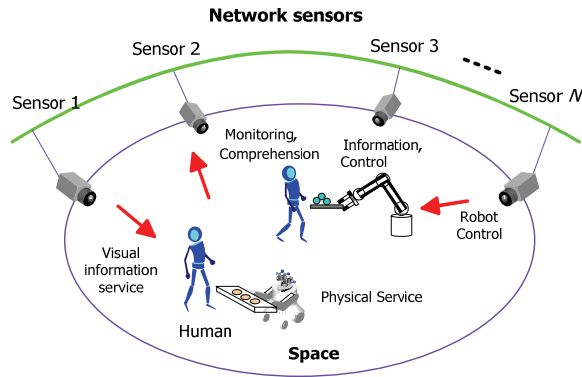 Network sensors
Sensor 1
Sensor 2
Sensor 3
Sensor N
Monitoring,
Comprehension
Information,
Control
Visual
information
service
Robot
Control
Physical Service
Human
Space